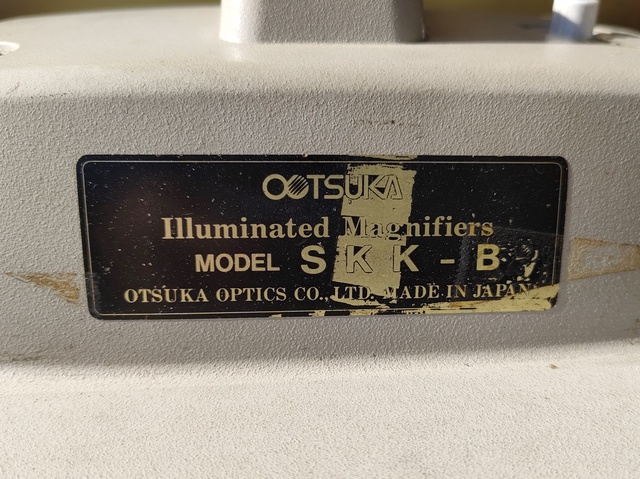 OOTSUKA
Illuminated Magnifiers
MODEL SKK-B
OTSUKA OPTICS CO., LTD. MADE IN JAPAN